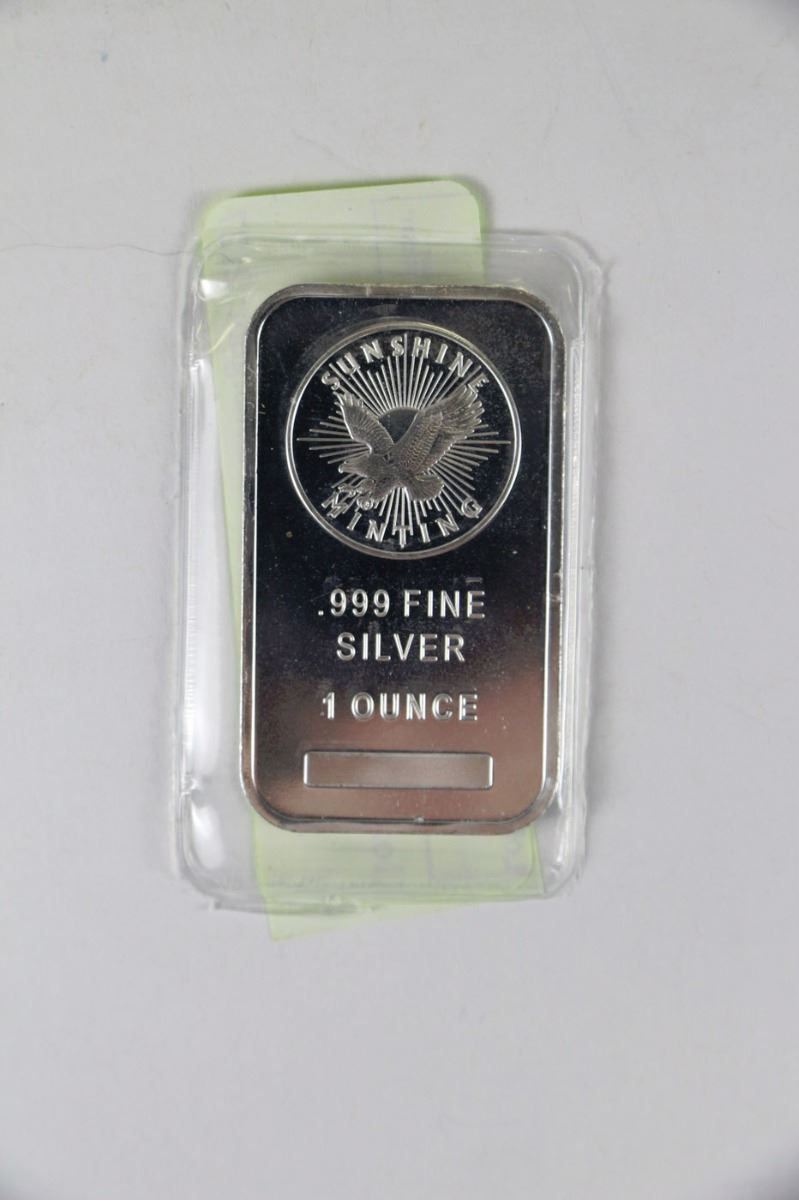 SUNSHINE
MINTING
.999 FINE
SILVER
1 OUNCE